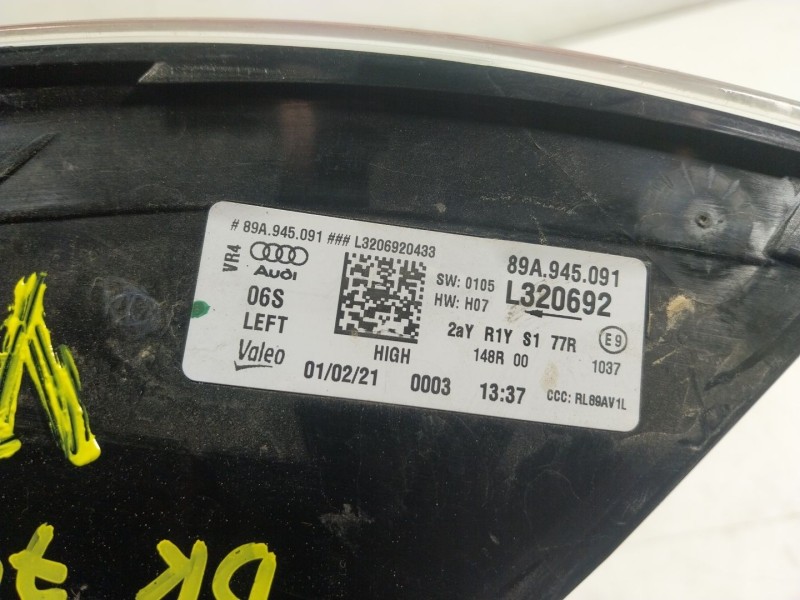 # 89A.945.091 ### L3206920433
VR4
Audi
06S
LEFT
Valeo
SW: 0105
HW: H07
HIGH
89A.945.091
L320692
2aY R1Y S1 77R
148R 00
E9
1037
01/02/21 0003 13:37 CCC: RL89AV1L
DK